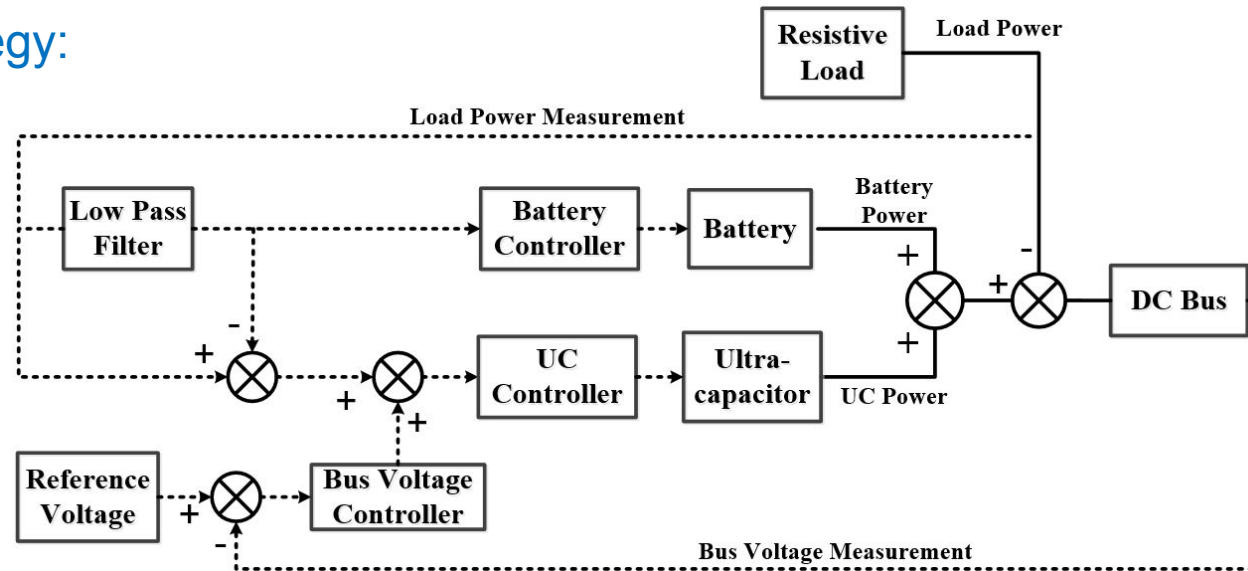 egy:
Resistive
Load
Load Power
Load Power Measurement
Low Pass
Filter
Battery
Controller
Battery
Battery
Power
+
-
+
DC Bus
-
+
+
+
+
UC
Controller
Ultra-
capacitor
UC Power
Reference
Voltage
+
-
Bus Voltage
Controller
Bus Voltage Measurement